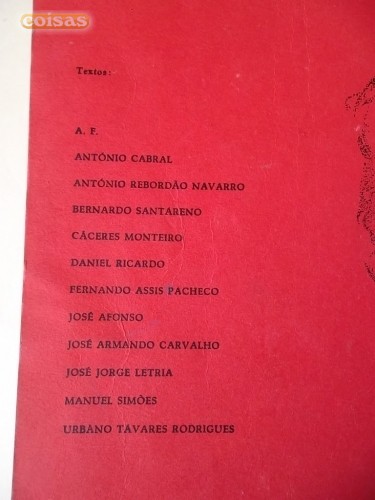 coisas
Textos:
A. F.
ANTÓNIO CABRAL
ANTÓNIO REBORDÃO NAVARRO
BERNARDO SANTARENO
CÁCERES MONTEIRO
DANIEL RICARDO
FERNANDO ASSIS PACHECO
JOSÉ AFONSO
JOSÉ ARMANDO CARVALHO
JOSÉ JORGE LETRIA
MANUEL SIMÕES
URBANO TAVARES RODRIGUES